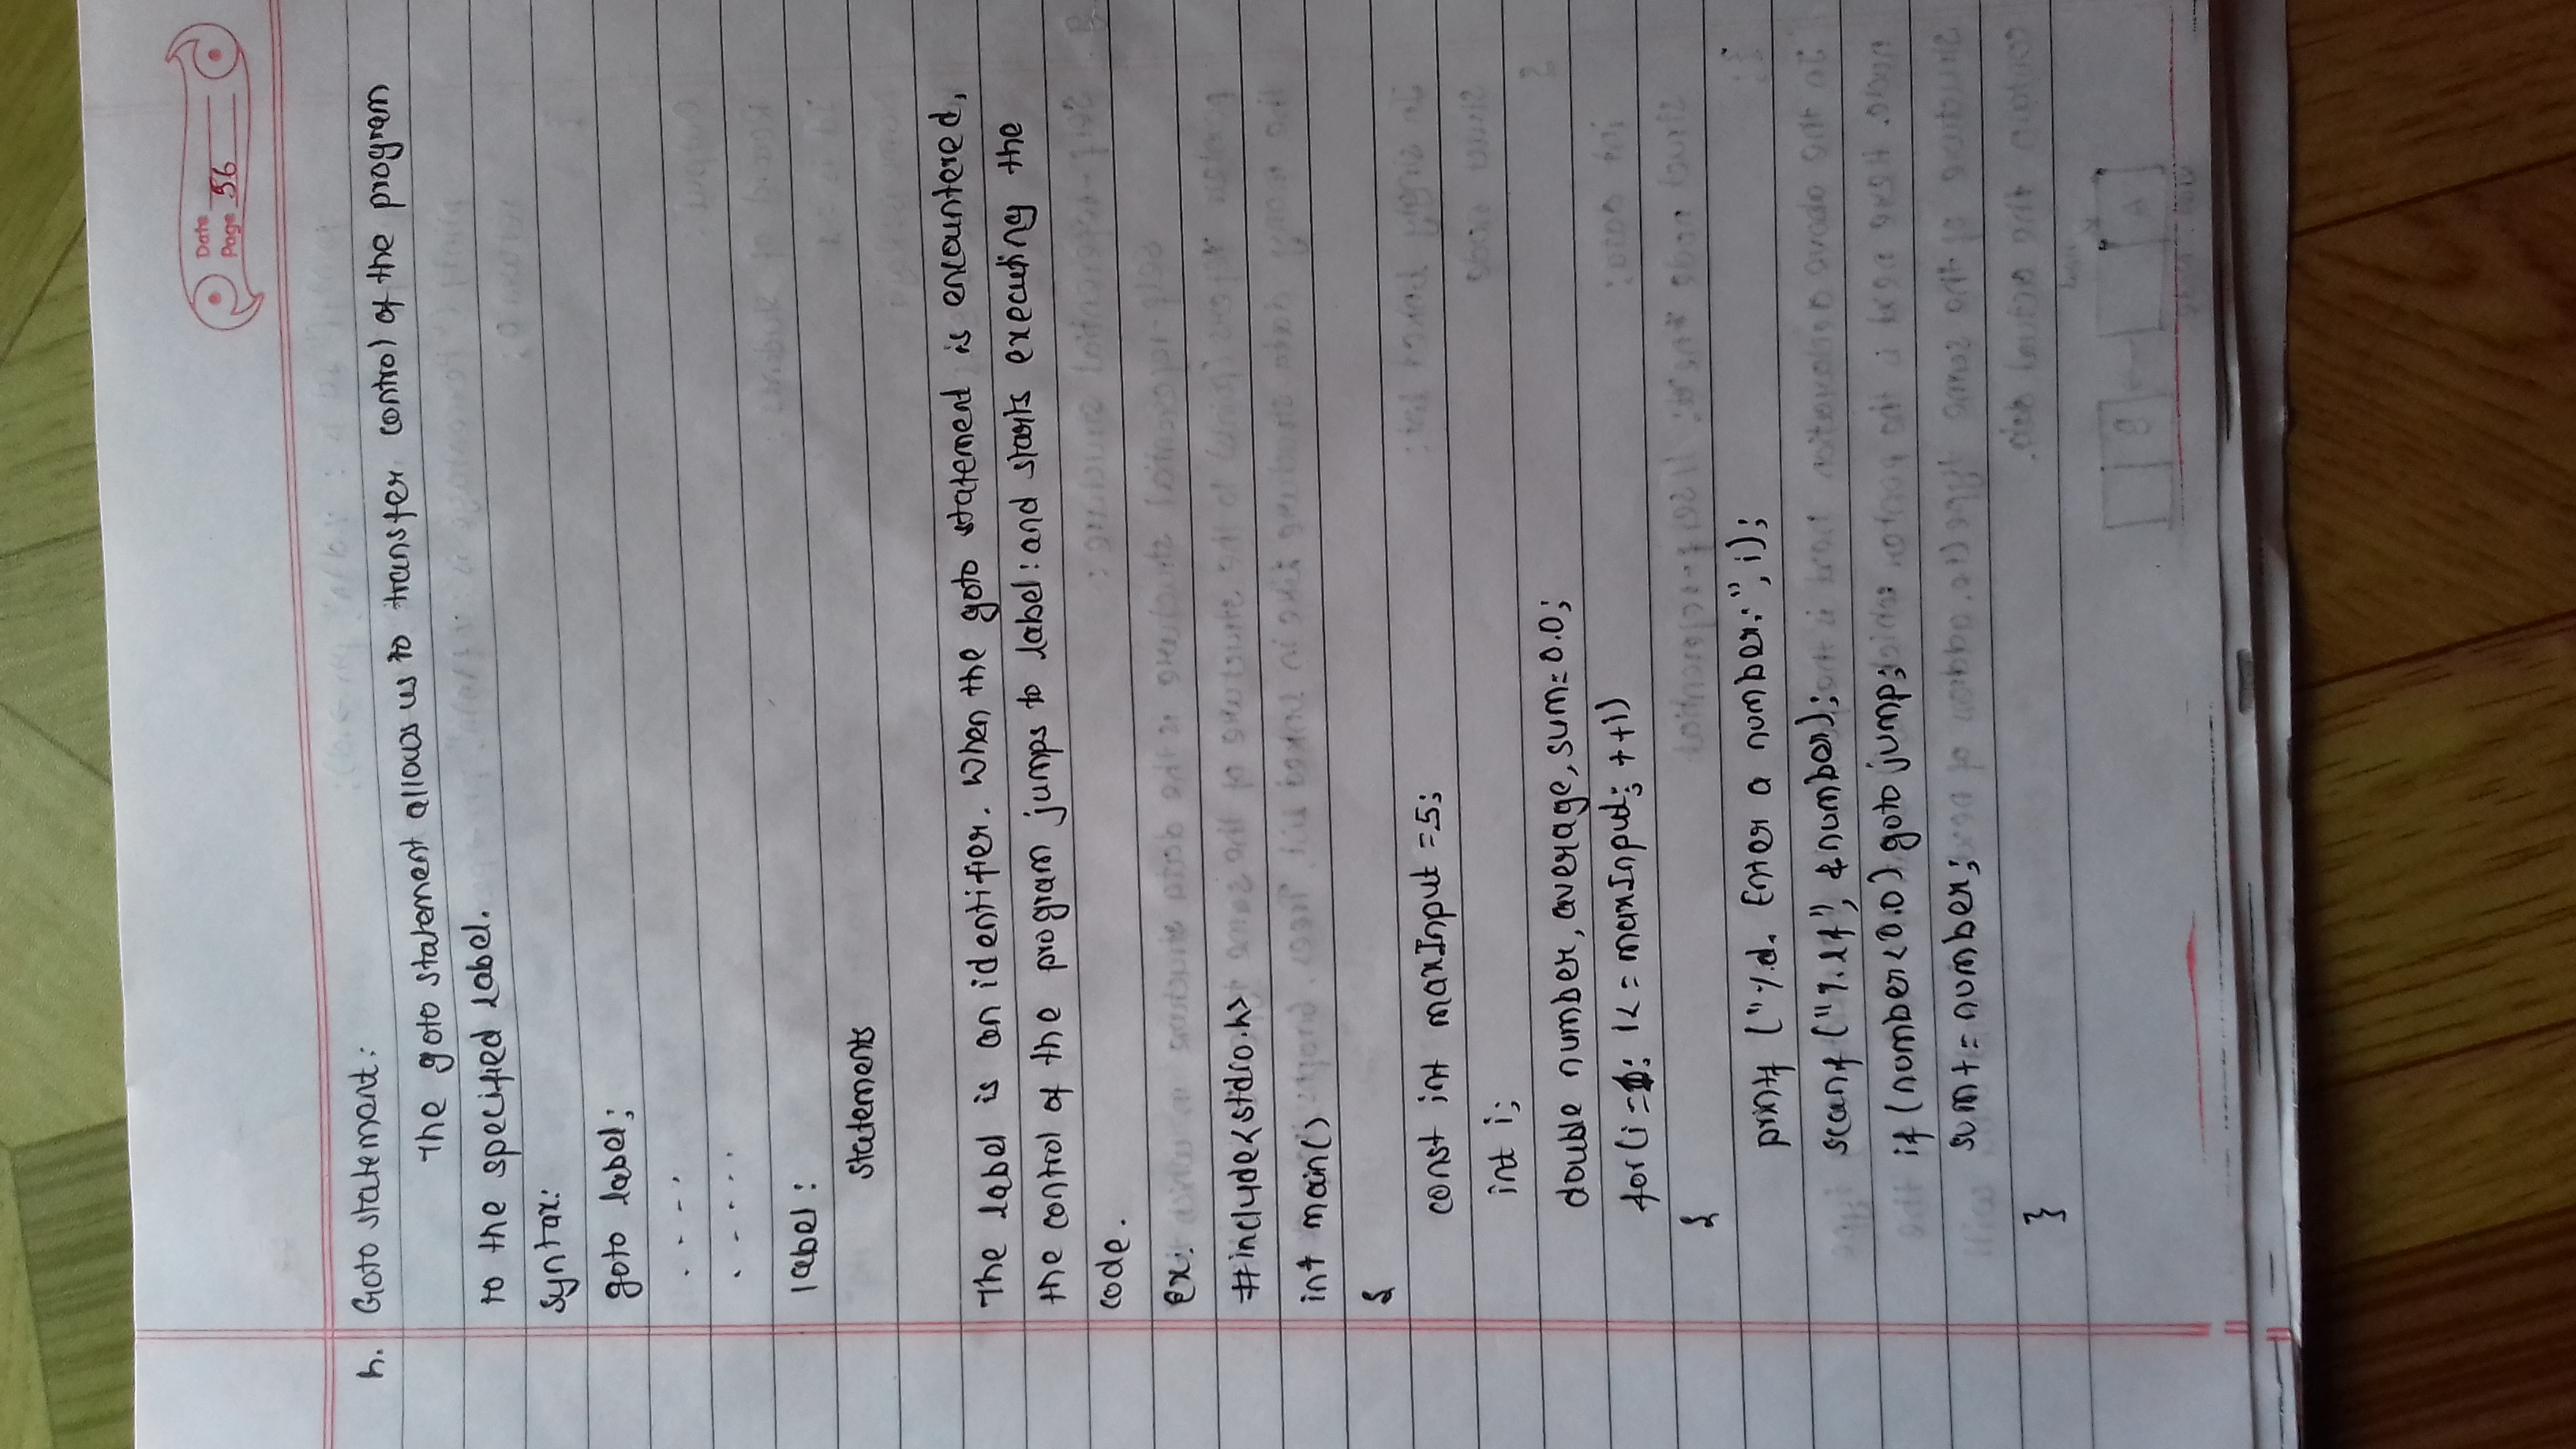 Date
Page 56
h. Goto statement:
The goto statement allows us to transfer control of the program
to the specified label.
syntax:
goto label;
. . . .
. . . . .
label:
statements
The label is an identifier. When the goto statement is encountered,
the control of the program jumps to label: and starts executing the
code.
ex:
#include<stdio.h>
int main()
{
const int maxInput =5;
int i;
double number, average, sum=0.0;
for(i=1; i<=maxInput; ++i)
{
printf ("%d. Enter a number:", i);
scanf ("%lf", &number);
if (number<0.0) goto jump;
sum+=number;
}